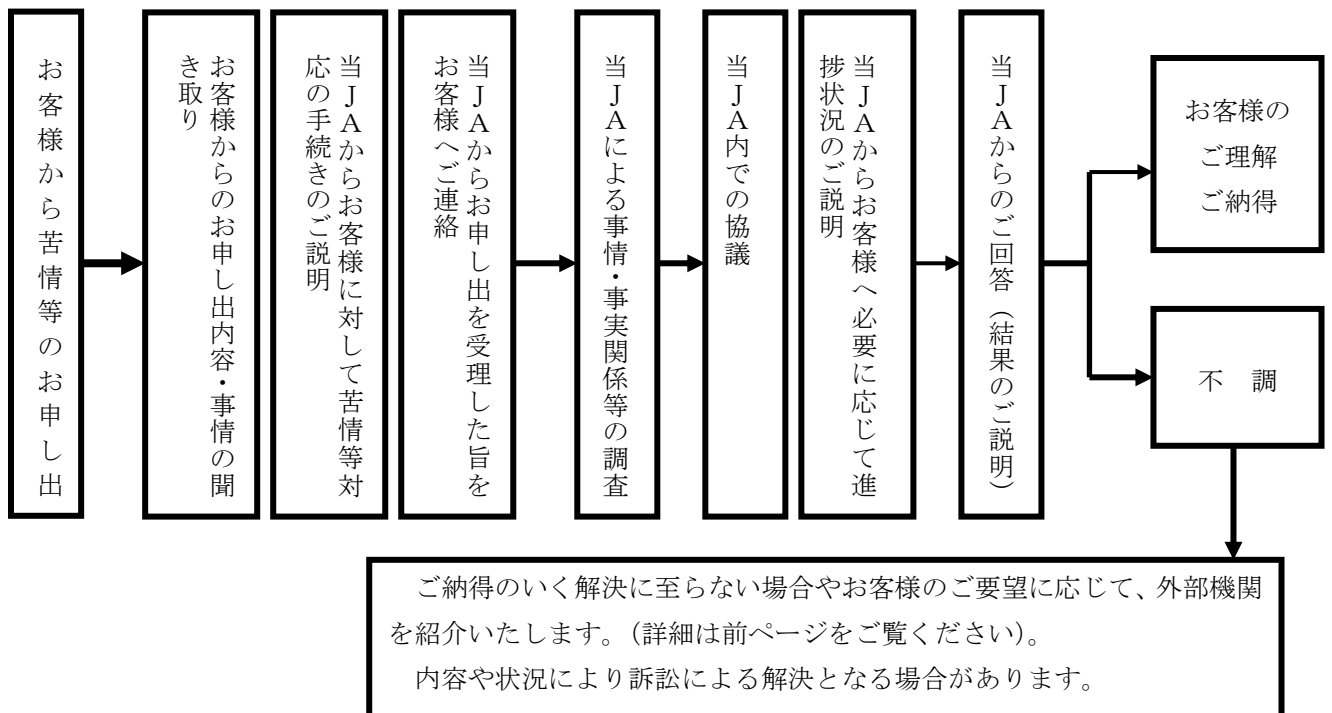 お客様から苦情等のお申し出
お客様からのお申し出内容・事情の聞
き取り
当ＪＡからお客様に対して苦情等対
応の手続きのご説明
当ＪＡからお申し出を受理した旨を
お客様へご連絡
当ＪＡによる事情・事実関係等の調査
当ＪＡ内での協議
当ＪＡからお客様へ必要に応じて進
捗状況のご説明
当ＪＡからのご回答（結果のご説明）
お客様の
ご理解
ご納得
不　調
ご納得のいく解決に至らない場合やお客様のご要望に応じて、外部機関
を紹介いたします。（詳細は前ページをご覧ください）。
内容や状況により訴訟による解決となる場合があります。